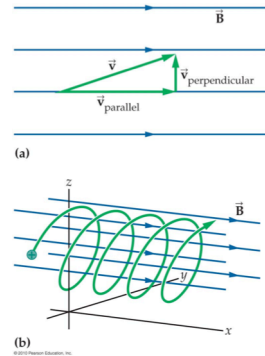 B
v
v perpendicular
v parallel
(a)
z
B
y
x
(b)
© 2010 Pearson Education, Inc.